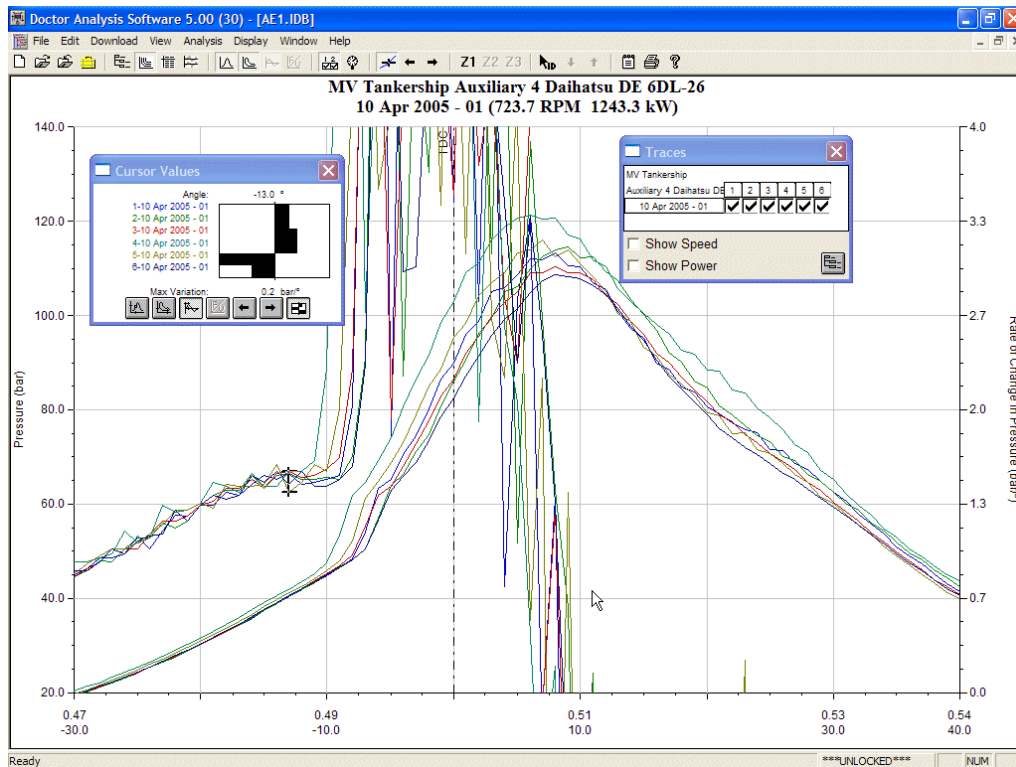 Doctor Analysis Software 5.00 (30) - [AE1.IDB]
File Edit Download View Analysis Display Window Help
Z1 Z2 Z3 ID
MV Tankership Auxiliary 4 Daihatsu DE 6DL-26
10 Apr 2005 - 01 (723.7 RPM 1243.3 kW)
140.0
120.0
100.0
80.0
60.0
40.0
20.0
Pressure (bar)
TDC
4.0
3.3
2.7
2.0
1.3
0.7
0.0
Rate of Change in Pressure (bar/°)
Cursor Values
Angle: -13.0 °
1-10 Apr 2005 - 01
2-10 Apr 2005 - 01
3-10 Apr 2005 - 01
4-10 Apr 2005 - 01
5-10 Apr 2005 - 01
6-10 Apr 2005 - 01
Max Variation: 0.2 bar/°
Traces
MV Tankership
Auxiliary 4 Daihatsu DE 1 2 3 4 5 6
10 Apr 2005 - 01
Show Speed
Show Power
0.47 0.49 0.51 0.53 0.54
-30.0 -10.0 10.0 30.0 40.0
Ready ***UNLOCKED*** NUM